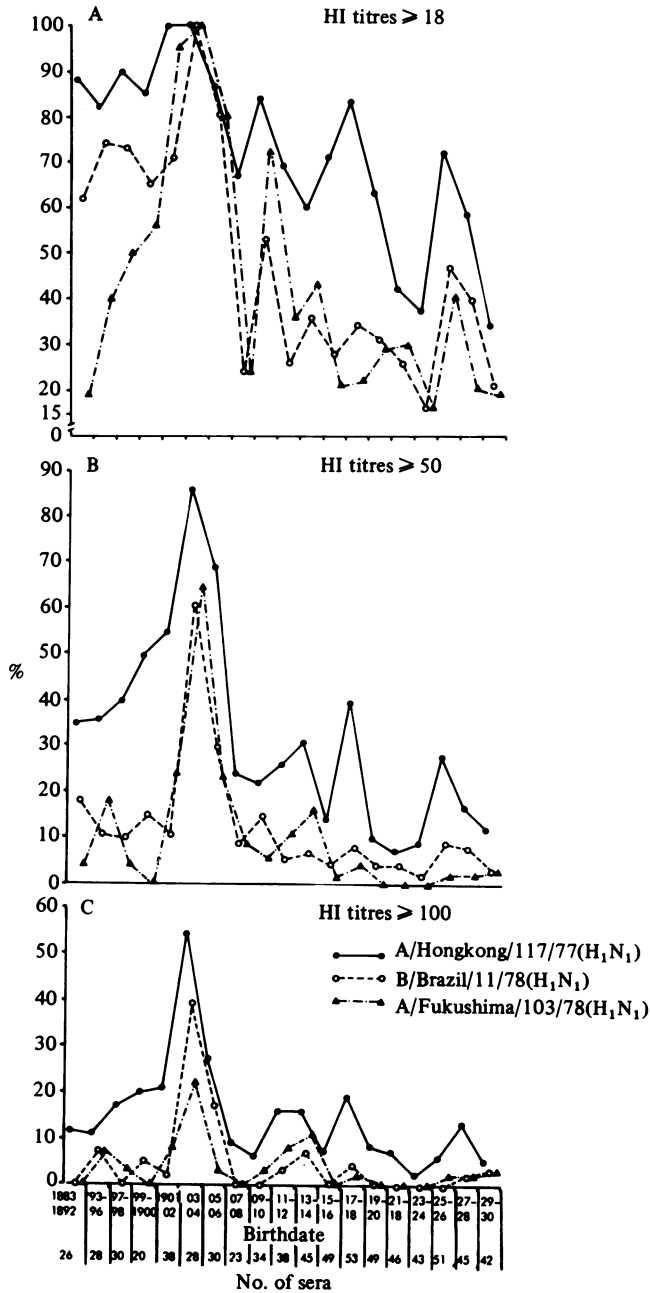 A HI titres ⩾ 18
100
90
80
70
60
50
40
30
20
15
0
B HI titres ⩾ 50
90
80
70
60
50
40
30
20
10
0
%
C HI titres ⩾ 100
60
50
40
30
20
10
0
A/Hongkong/117/77(H₁N₁)
B/Brazil/11/78(H₁N₁)
A/Fukushima/103/78(H₁N₁)
1883 93- 97- 99- 1901 03 05 07 09- 11- 13- 15- 17- 19- 21- 23- 25- 27- 29-
1892 96 98 1900 02 04 06 08 10 12 14 16 18 20 18 24 26 28 30
Birthdate
26 28 30 20 38 28 30 23 34 38 45 49 53 49 46 43 51 45 42
No. of sera